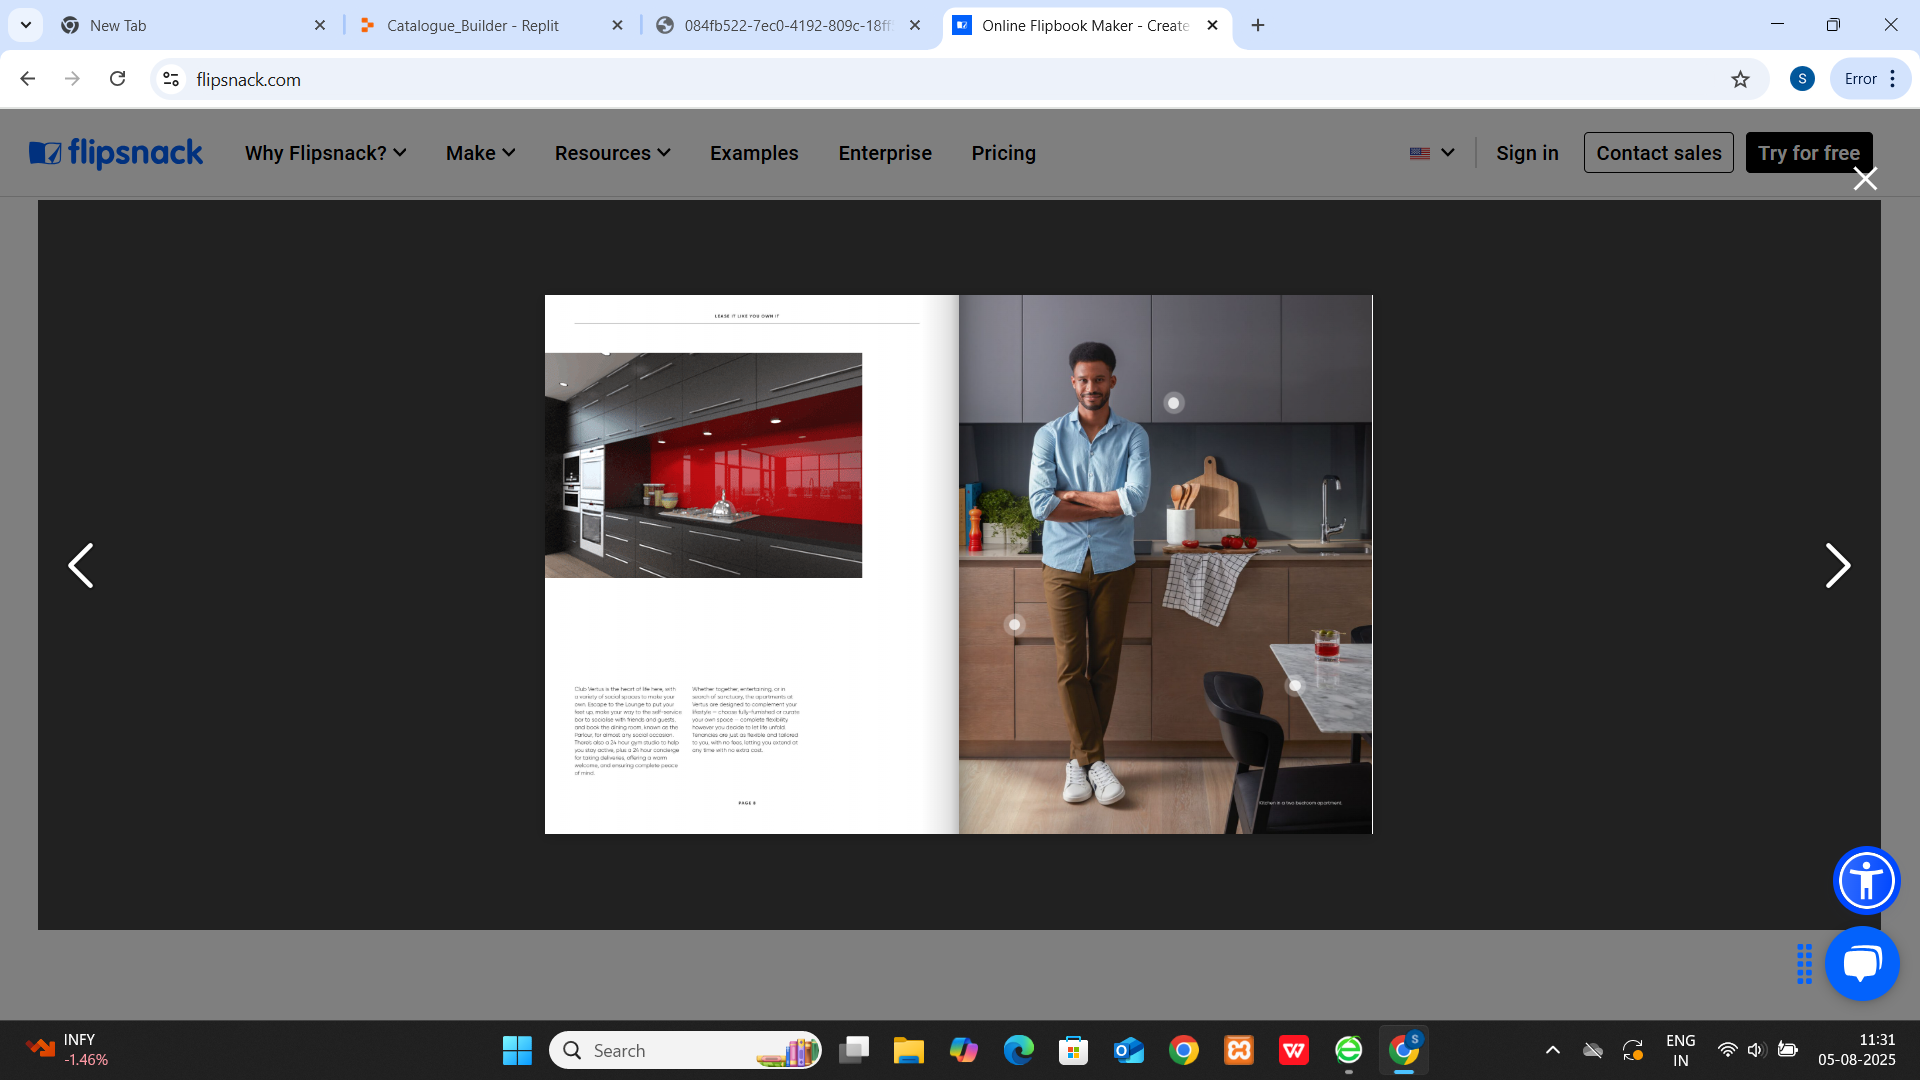 New Tab
Catalogue_Builder - Replit
084fb522-7ec0-4192-809c-18ff
Online Flipbook Maker - Create
flipsnack.com
S
Error
flipsnack
Why Flipsnack?
Make
Resources
Examples
Enterprise
Pricing
Sign in
Contact sales
Try for free
LEASE IT LIKE YOU OWN IT
Club Vertus is the heart of life here, with
a variety of social spaces to make your
own. Escape to the Lounge to put your
feet up, make your way to the self-service
bar to socialise with friends and guests,
and book the dining room, known as the
Parlour, for almost any social occasion.
There's also a 24 hour gym studio to help
you stay active, plus a 24 hour concierge
for taking deliveries, offering a warm
welcome, and ensuring complete peace
of mind.
Whether together, entertaining, or in
search of sanctuary, the apartments at
Vertus are designed to complement your
lifestyle – choose fully-furnished or curate
your own space – complete flexibility
however you decide to let life unfold.
Tenancies are just as flexible and tailored
to you, with no fees, letting you extend at
any time with no extra cost.
PAGE 8
Kitchen in a two bedroom apartment.
INFY
-1.46%
Search
S
ENG
IN
11:31
05-08-2025